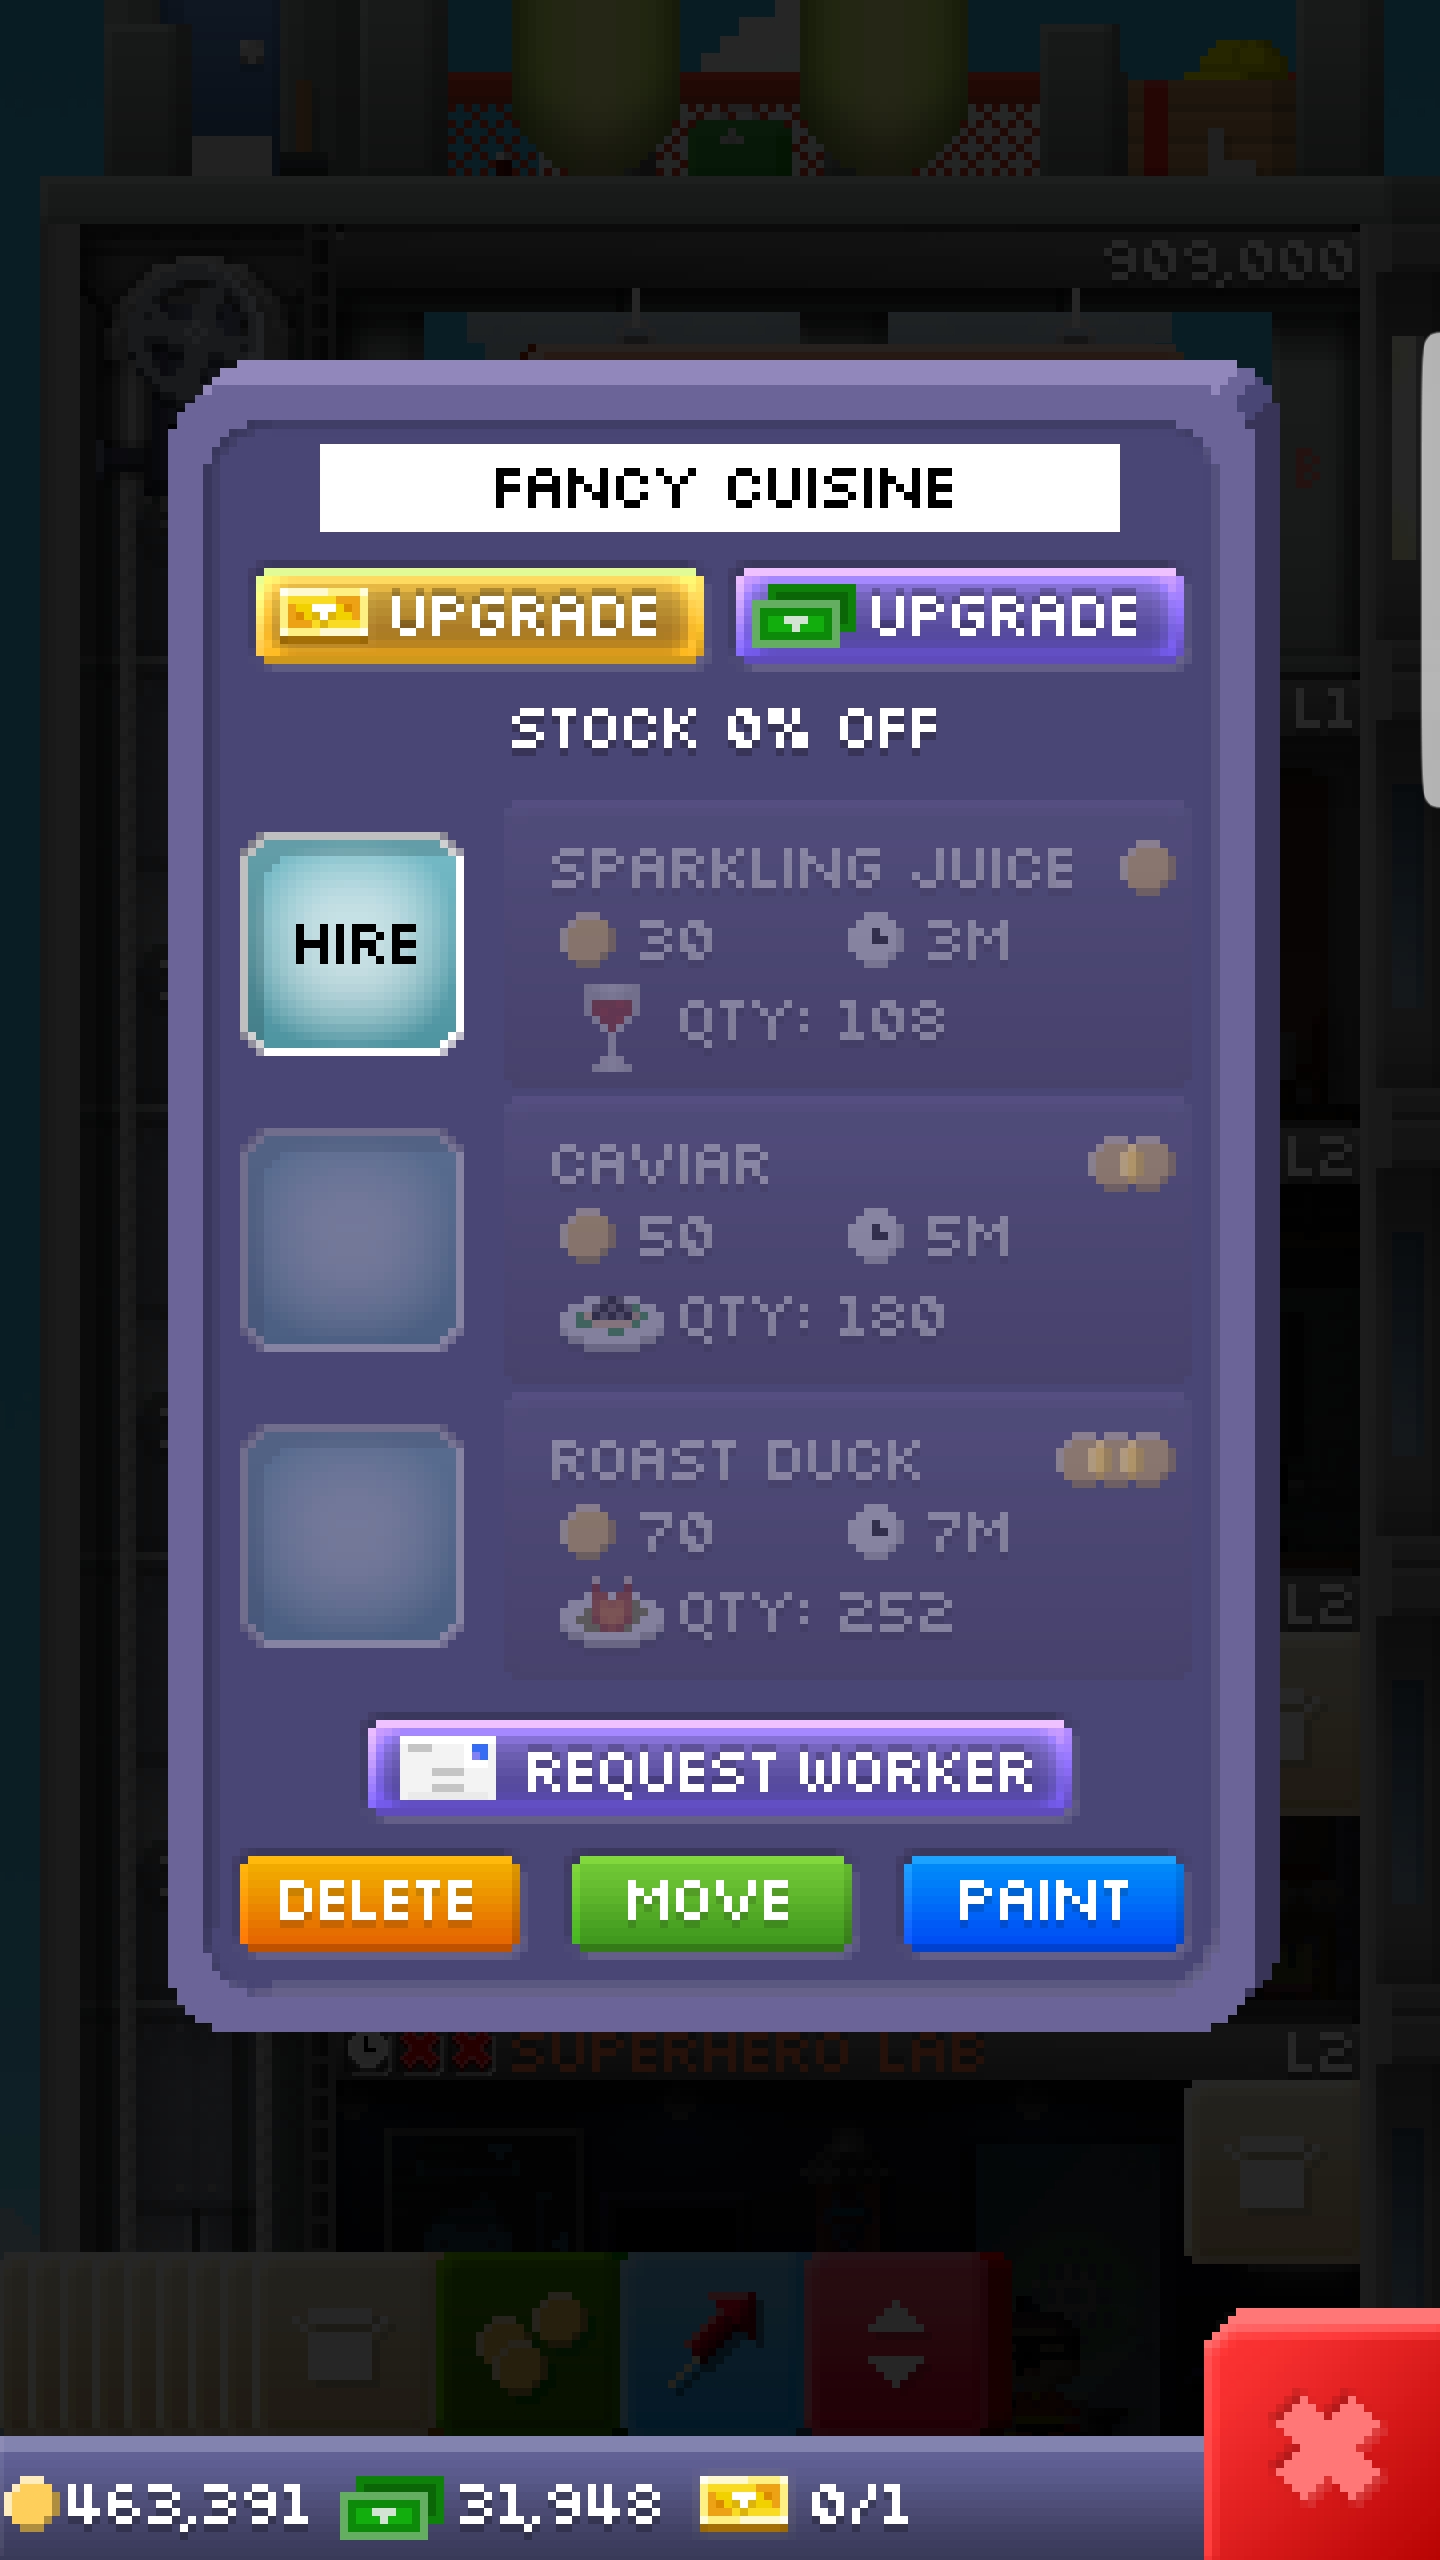 909,000
FANCY CUISINE
UPGRADE UPGRADE
STOCK 0% OFF
L1
HIRE
SPARKLING JUICE
30 3M
QTY: 108
CAVIAR
L2
50 5M
QTY: 180
ROAST DUCK
70 7M
L2
QTY: 252
REQUEST WORKER
DELETE MOVE PAINT
SUPERHERO LAB L2
463,391 31,948 0/1